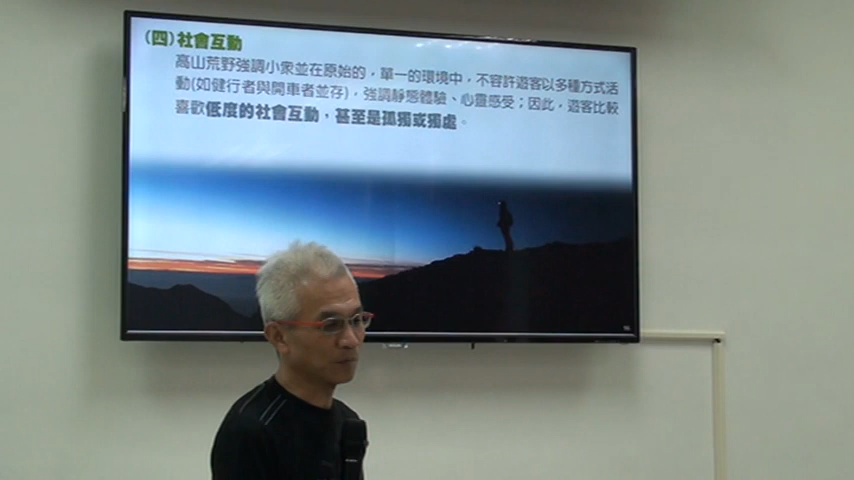 (四)社會互動
高山荒野強調小眾並在原始的，單一的環境中，不容許遊客以多種方式活
動(如健行者與開車者並存)，強調靜態體驗、心靈感受；因此，遊客比較
喜歡低度的社會互動，甚至是孤獨或獨處。